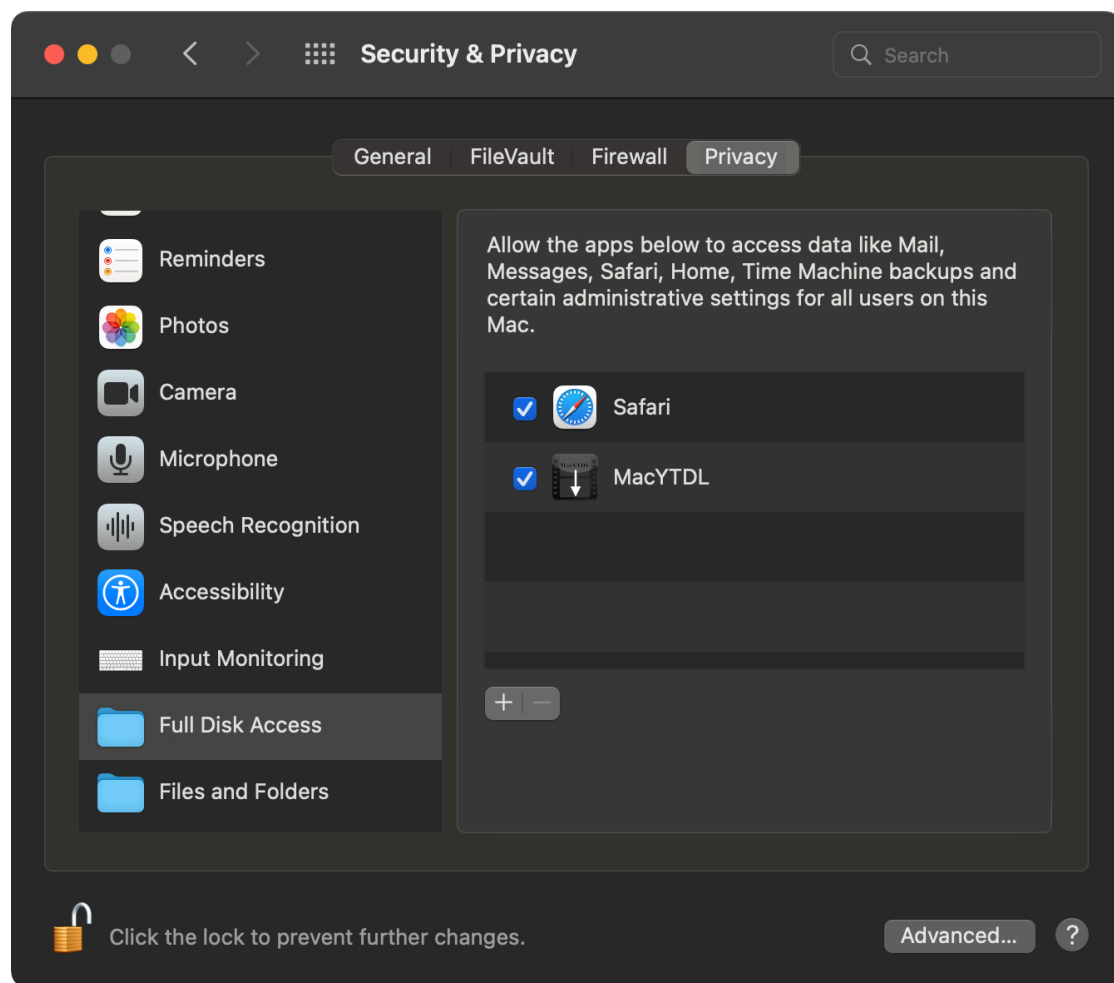 Security & Privacy
Search
General
FileVault
Firewall
Privacy
Reminders
Photos
Camera
Microphone
Speech Recognition
Accessibility
Input Monitoring
Full Disk Access
Files and Folders
Allow the apps below to access data like Mail,
Messages, Safari, Home, Time Machine backups and
certain administrative settings for all users on this
Mac.
Safari
MacYTDL
MacYTDL
+
−
Click the lock to prevent further changes.
Advanced...
?